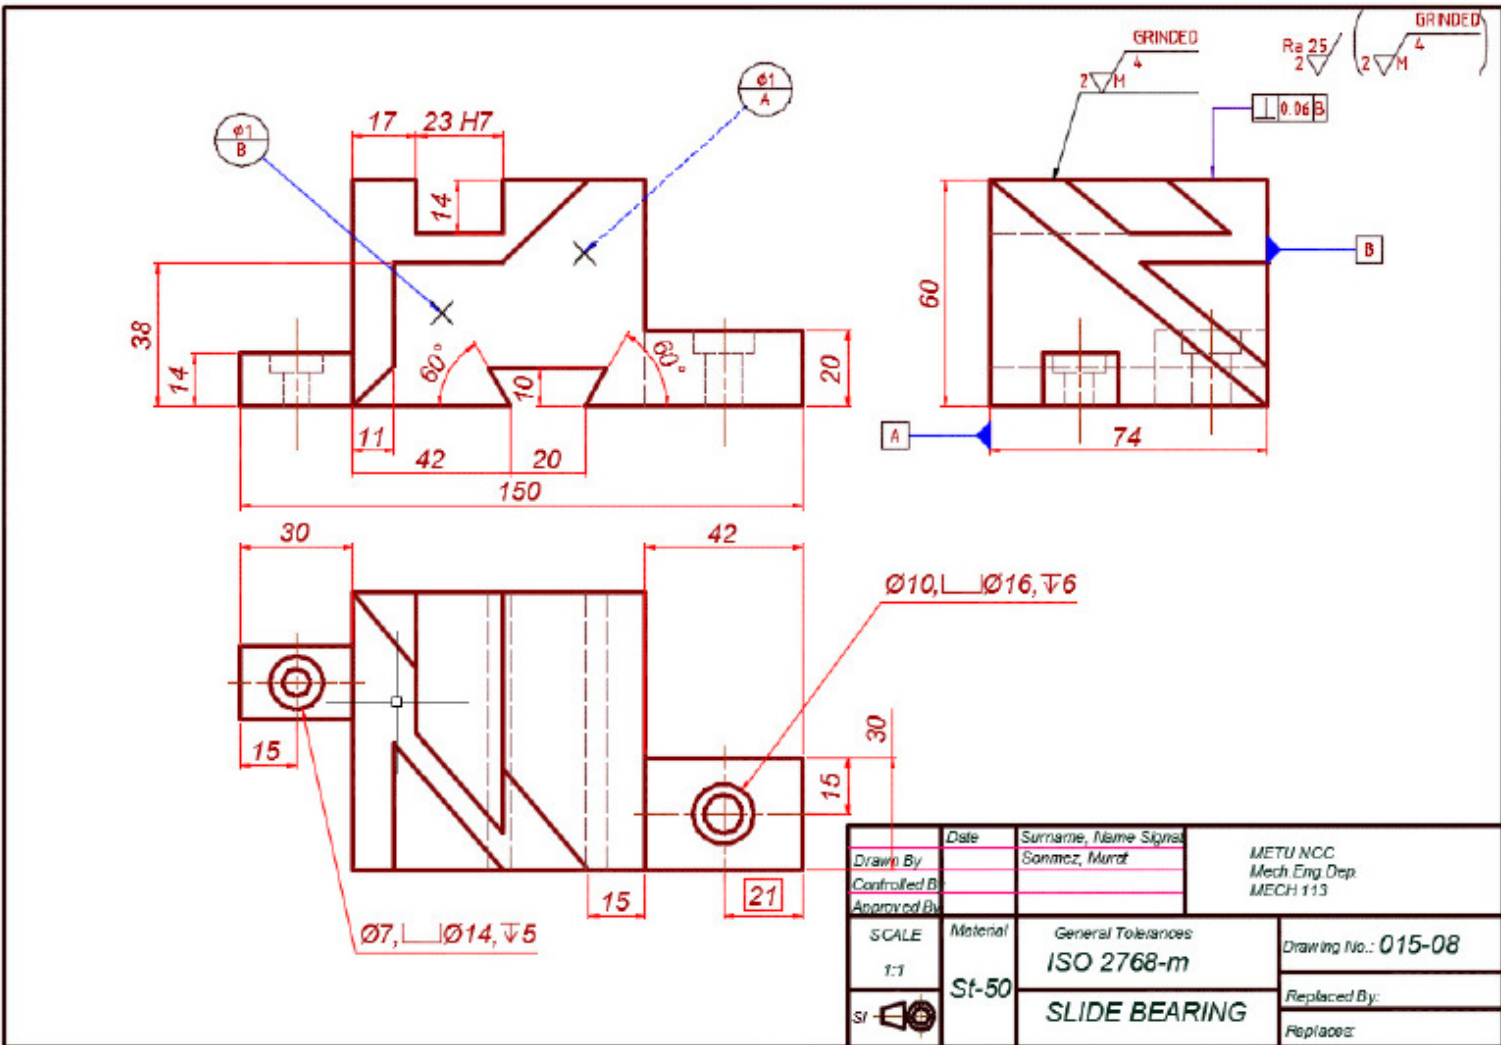 GRINDED
4
2 M
Ra 25
2
GRINDED
4
2 M
0.06 B
ø1
A
ø1
B
17
23 H7
14
38
14
60°
60°
10
20
11
42
20
150
60
74
A
B
30
42
Ø10, Ø16, 6
15
30
15
15
21
Ø7, Ø14, 5
Date
Surname, Name Signat
Drawn By
Sonmez, Murat
Controlled B
Approved By
METU NCC
Mech.Eng.Dep.
MECH 113
SCALE
1:1
Material
St-50
General Tolerances
ISO 2768-m
Drawing No.: 015-08
SI
SLIDE BEARING
Replaced By:
Replaces: